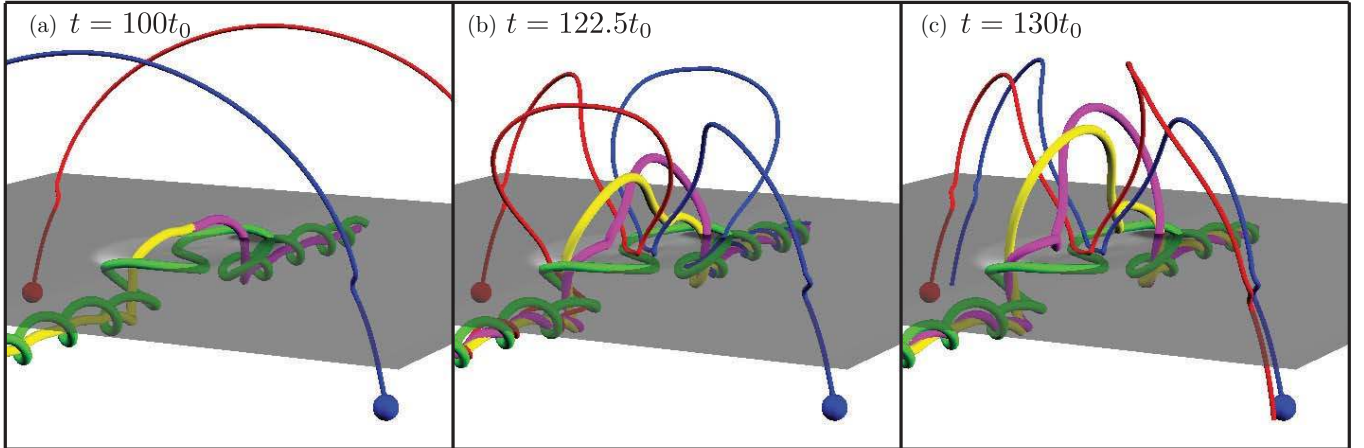 (a) t = 100t₀
(b) t = 122.5t₀
(c) t = 130t₀